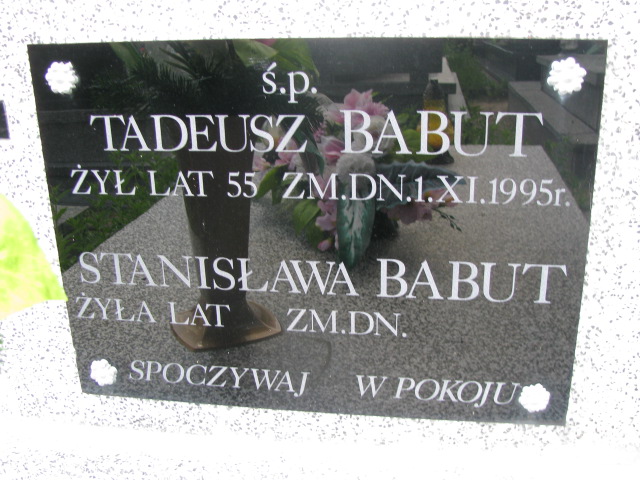 ś.p.
TADEUSZ BABUT
ŻYŁ LAT 55 ZM.DN.1.XI.1995r.
STANISŁAWA BABUT
ŻYŁA LAT ZM.DN.
SPOCZYWAJ W POKOJU